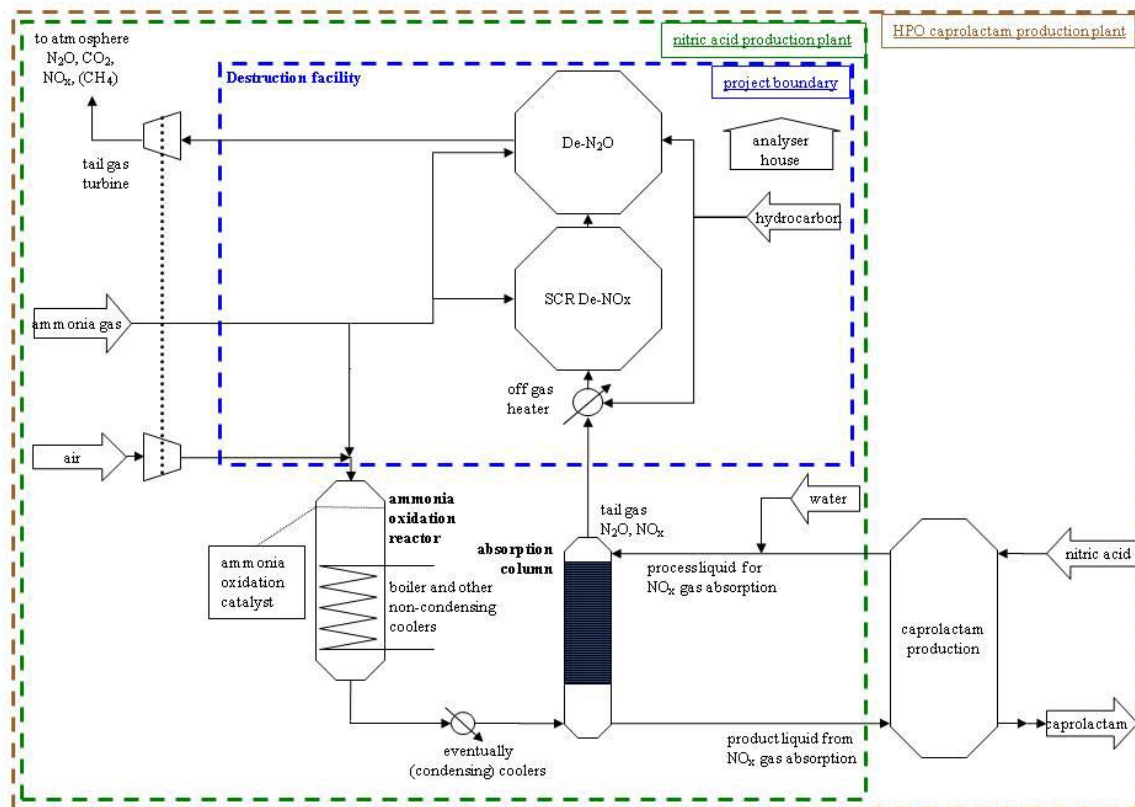 HPO caprolactam production plant
nitric acid production plant
to atmosphere
N₂O, CO₂,
NOₓ, (CH4)
Destruction facility
project boundary
De-N₂O
analyser
house
tail gas
turbine
hydrocarbon
SCR De-NOx
ammonia gas
off gas
heater
air
ammonia
oxidation
reactor
tail gas
N₂O, NOₓ
water
absorption
column
nitric acid
ammonia
oxidation
catalyst
process liquid for
NOₓ gas absorption
boiler and other
non-condensing
coolers
caprolactam
production
caprolactam
eventually
(condensing) coolers
product liquid from
NOₓ gas absorption